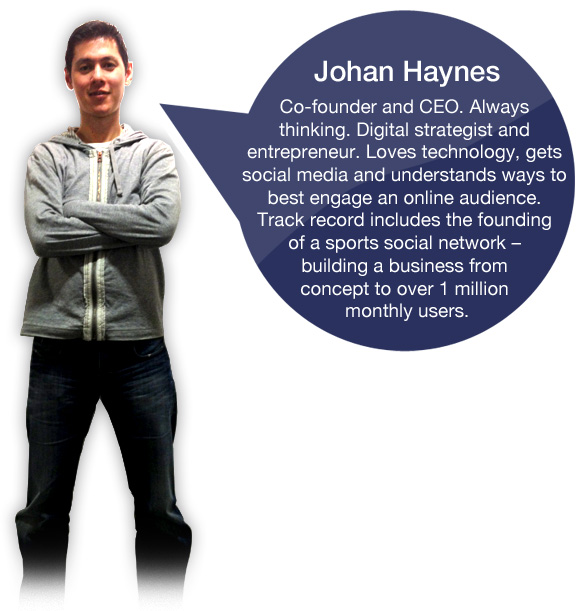 Johan Haynes
Co-founder and CEO. Always
thinking. Digital strategist and
entrepreneur. Loves technology, gets
social media and understands ways to
best engage an online audience.
Track record includes the founding
of a sports social network –
building a business from
concept to over 1 million
monthly users.